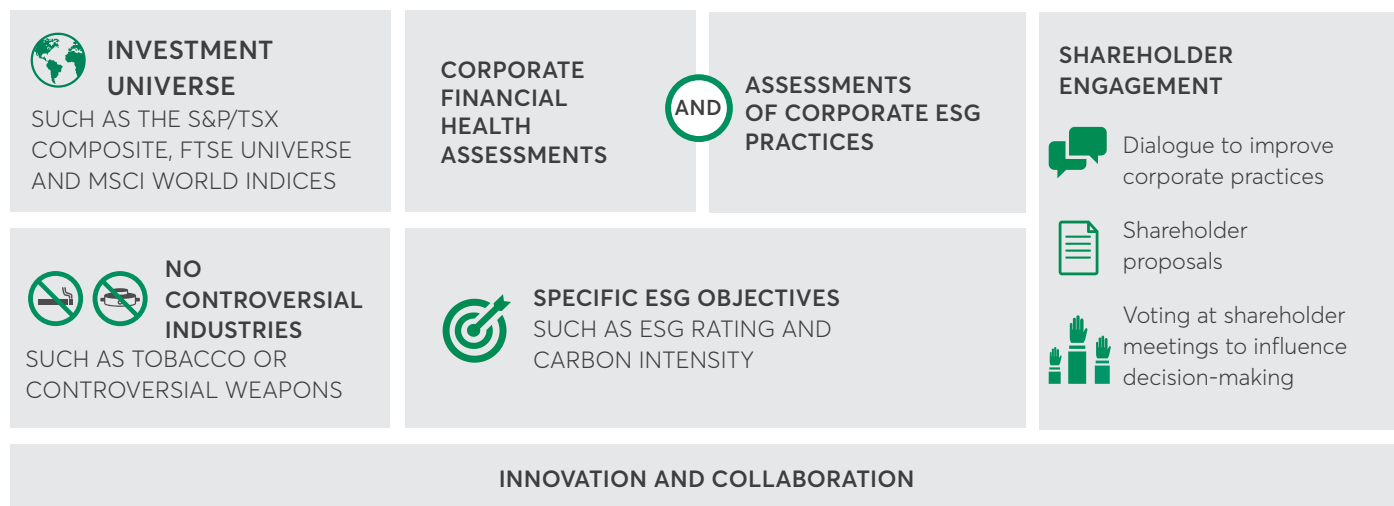 INVESTMENT
UNIVERSE
SUCH AS THE S&P/TSX
COMPOSITE, FTSE UNIVERSE
AND MSCI WORLD INDICES
CORPORATE
FINANCIAL
HEALTH
ASSESSMENTS
AND
ASSESSMENTS
OF CORPORATE ESG
PRACTICES
SHAREHOLDER
ENGAGEMENT
Dialogue to improve
corporate practices
Shareholder
proposals
Voting at shareholder
meetings to influence
decision-making
NO
CONTROVERSIAL
INDUSTRIES
SUCH AS TOBACCO OR
CONTROVERSIAL WEAPONS
SPECIFIC ESG OBJECTIVES
SUCH AS ESG RATING AND
CARBON INTENSITY
INNOVATION AND COLLABORATION